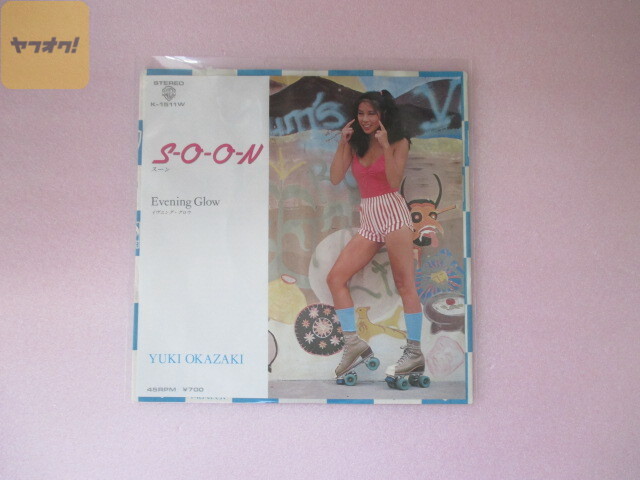 ヤフオク!
STEREO
K-1511W
S-O-O-N
スーン
Evening Glow
イヴニング・グロウ
YUKI OKAZAKI
45RPM ¥700